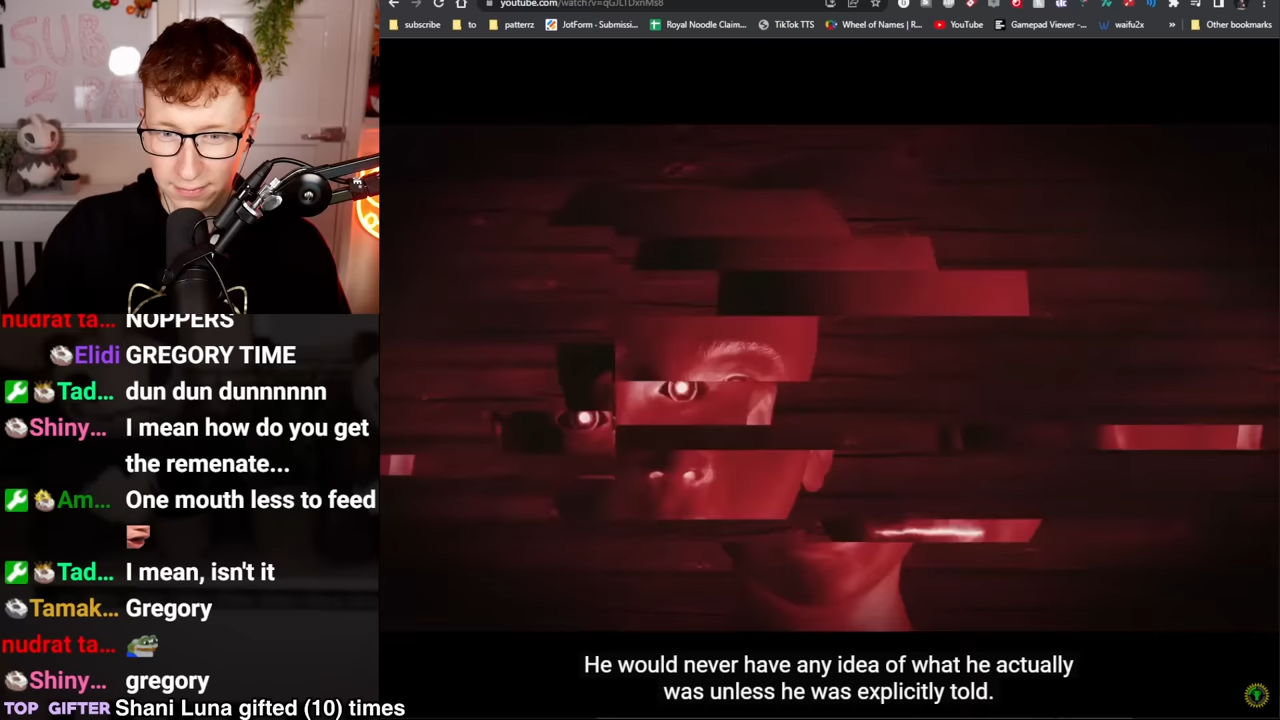 youtube.com/watch?v=qGJLTDxnMs8
subscribe
to
patterrz
JotForm - Submissi...
Royal Noodle Claim...
TikTok TTS
Wheel of Names | R...
YouTube
Gamepad Viewer -...
waifu2x
»
Other bookmarks
SUB
2
nudrat ta... NOPPERS
Elidi GREGORY TIME
Tad... dun dun dunnnnnn
Shiny... I mean how do you get
the remenate...
Am... One mouth less to feed
Tad... I mean, isn't it
Tamak... Gregory
nudrat ta...
Shiny... gregory
TOP GIFTER Shani Luna gifted (10) times
He would never have any idea of what he actually
was unless he was explicitly told.